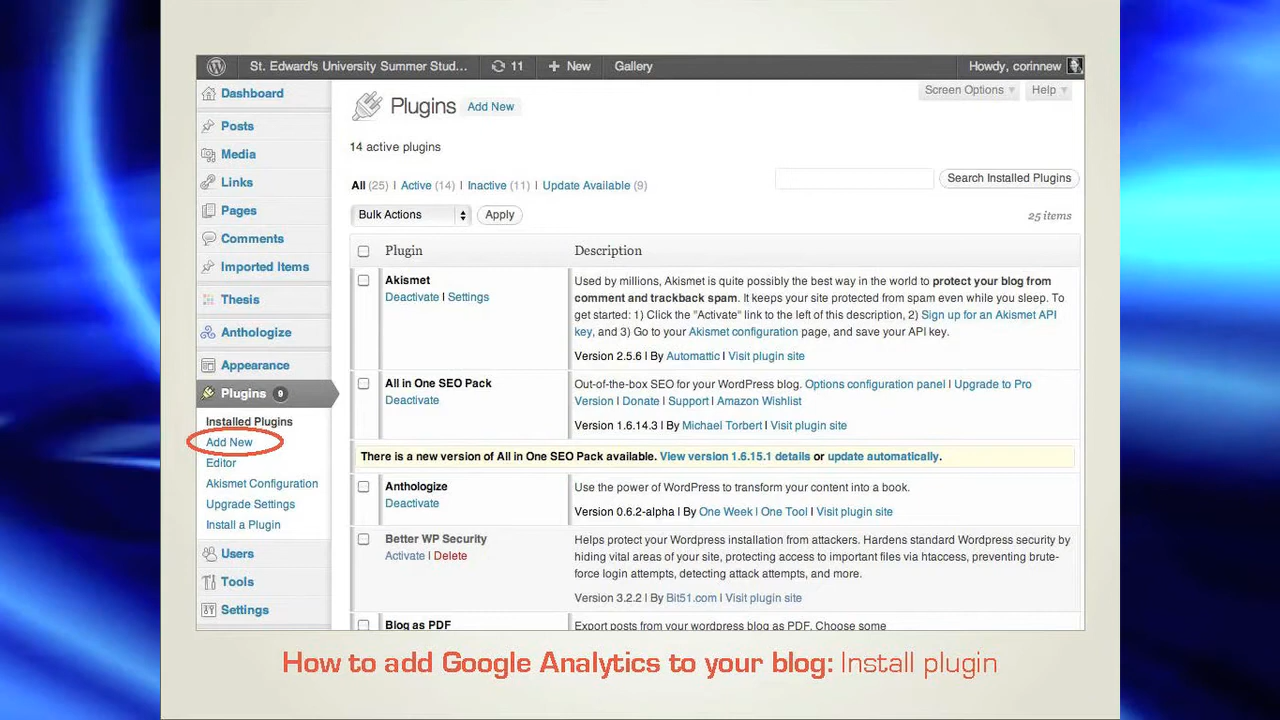 St. Edward's University Summer Stud... 11 New Gallery Howdy, corinnew
Dashboard
Posts
Media
Links
Pages
Comments
Imported Items
Thesis
Anthologize
Appearance
Plugins 9
Installed Plugins
Add New
Editor
Akismet Configuration
Upgrade Settings
Install a Plugin
Users
Tools
Settings
Screen Options Help
Plugins Add New
14 active plugins
All (25) | Active (14) | Inactive (11) | Update Available (9)
Search Installed Plugins
Bulk Actions Apply
25 items
Plugin Description
Akismet
Deactivate | Settings
Used by millions, Akismet is quite possibly the best way in the world to protect your blog from
comment and trackback spam. It keeps your site protected from spam even while you sleep. To
get started: 1) Click the "Activate" link to the left of this description, 2) Sign up for an Akismet API
key, and 3) Go to your Akismet configuration page, and save your API key.
Version 2.5.6 | By Automattic | Visit plugin site
All in One SEO Pack
Deactivate
Out-of-the-box SEO for your WordPress blog. Options configuration panel | Upgrade to Pro
Version | Donate | Support | Amazon Wishlist
Version 1.6.14.3 | By Michael Torbert | Visit plugin site
There is a new version of All in One SEO Pack available. View version 1.6.15.1 details or update automatically.
Anthologize
Deactivate
Use the power of WordPress to transform your content into a book.
Version 0.6.2-alpha | By One Week | One Tool | Visit plugin site
Better WP Security
Activate | Delete
Helps protect your Wordpress installation from attackers. Hardens standard Wordpress security by
hiding vital areas of your site, protecting access to important files via htaccess, preventing brute-
force login attempts, detecting attack attempts, and more.
Version 3.2.2 | By Bit51.com | Visit plugin site
Blog as PDF
Export posts from your wordpress blog as PDF. Choose some
How to add Google Analytics to your blog: Install plugin